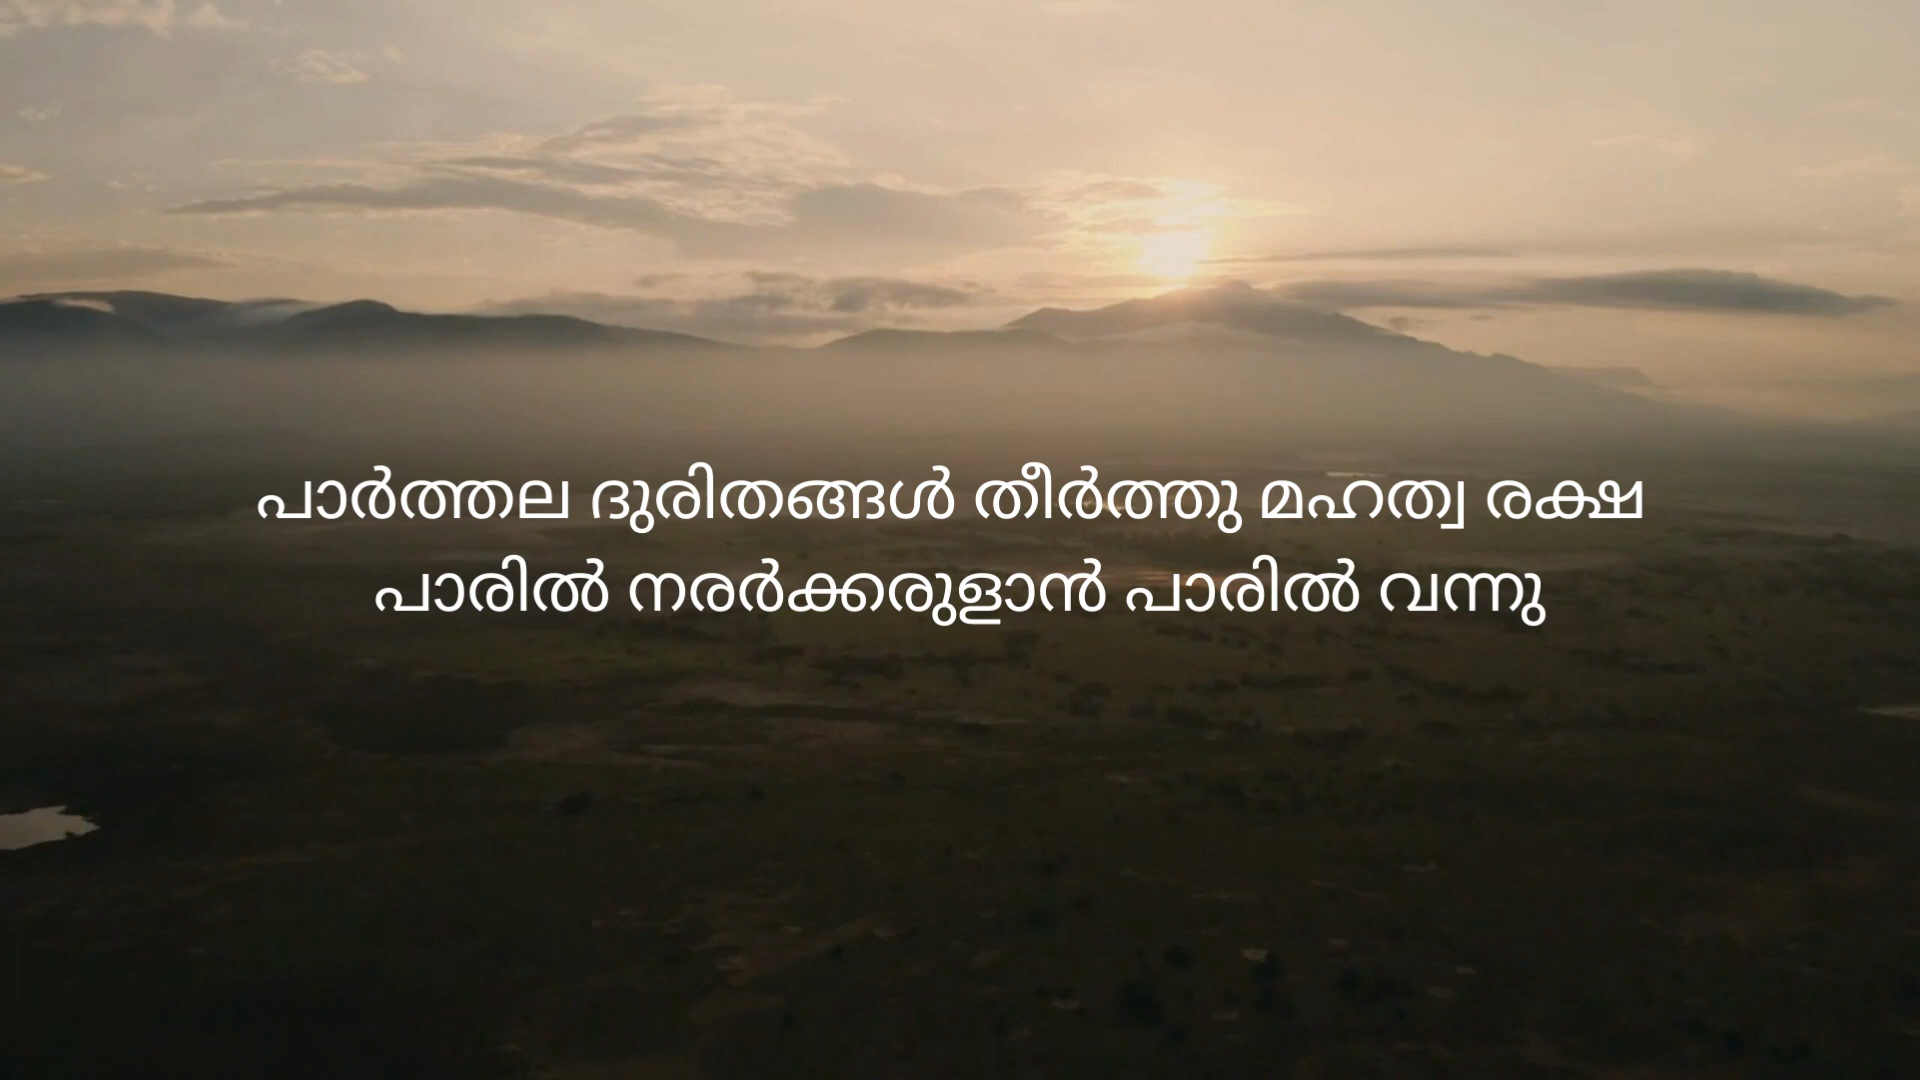 പാർത്തല ദുരിതങ്ങൾ തീർത്തു മഹത്വ രക്ഷ
പാരിൽ നരർക്കരുളാൻ പാരിൽ വന്നു